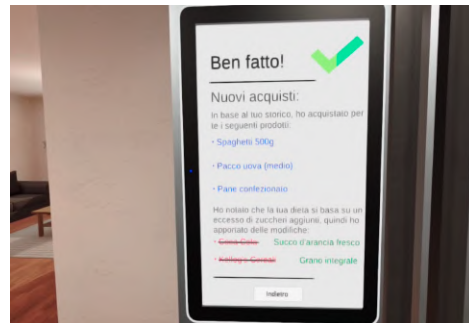 Ben fatto!
Nuovi acquisti:
In base al tuo storico, ho acquistato per
te i seguenti prodotti:
· Spaghetti 500g
· Pacco uova (medio)
· Pane confezionato
Ho notato che la tua dieta si basa su un
eccesso di zuccheri aggiunti, quindi ho
apportato delle modifiche:
· Coca Cola Succo d'arancia fresco
· Kellog's Cereali Grano integrale
Indietro